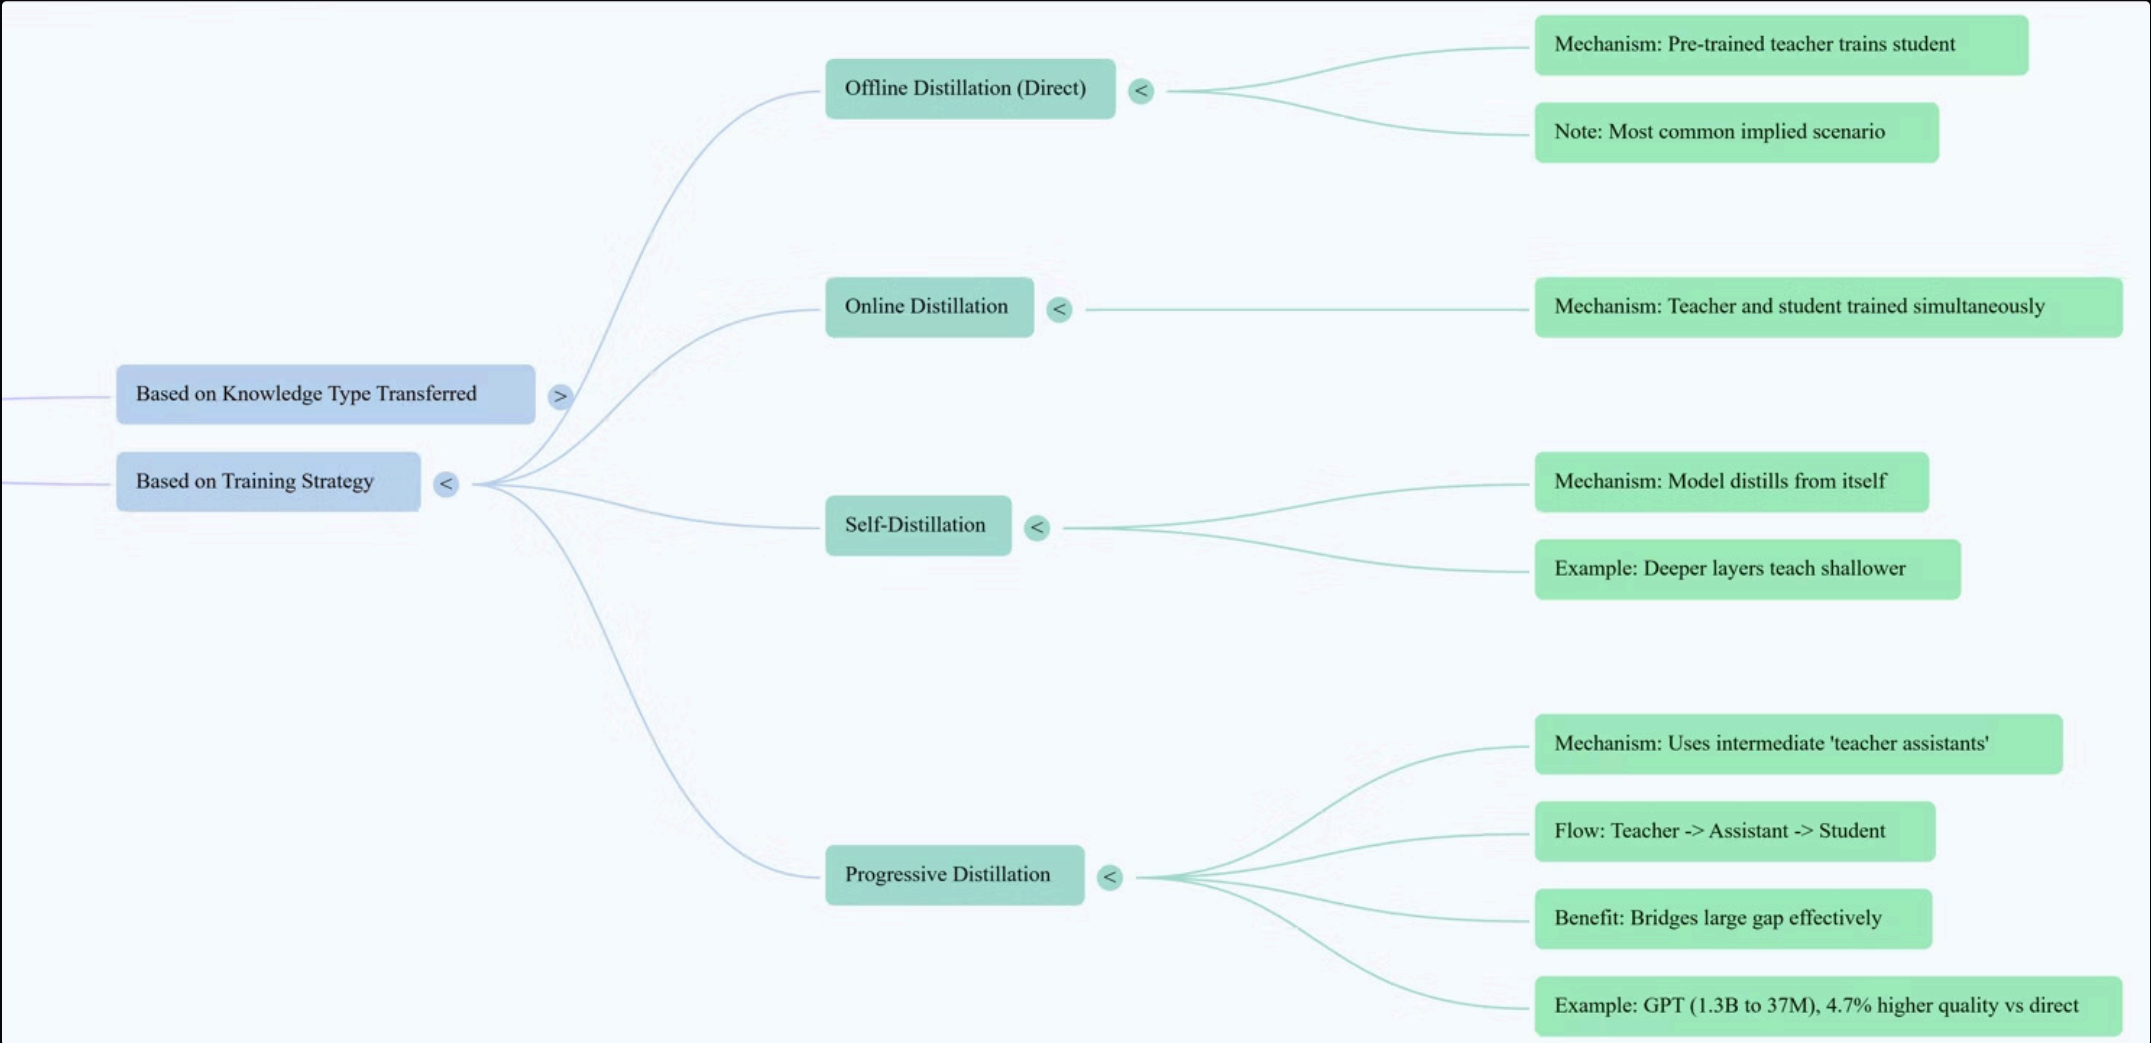 Based on Knowledge Type Transferred
>
Based on Training Strategy
<
Offline Distillation (Direct)
<
Mechanism: Pre-trained teacher trains student
Note: Most common implied scenario
Online Distillation
<
Mechanism: Teacher and student trained simultaneously
Self-Distillation
<
Mechanism: Model distills from itself
Example: Deeper layers teach shallower
Progressive Distillation
<
Mechanism: Uses intermediate 'teacher assistants'
Flow: Teacher -> Assistant -> Student
Benefit: Bridges large gap effectively
Example: GPT (1.3B to 37M), 4.7% higher quality vs direct